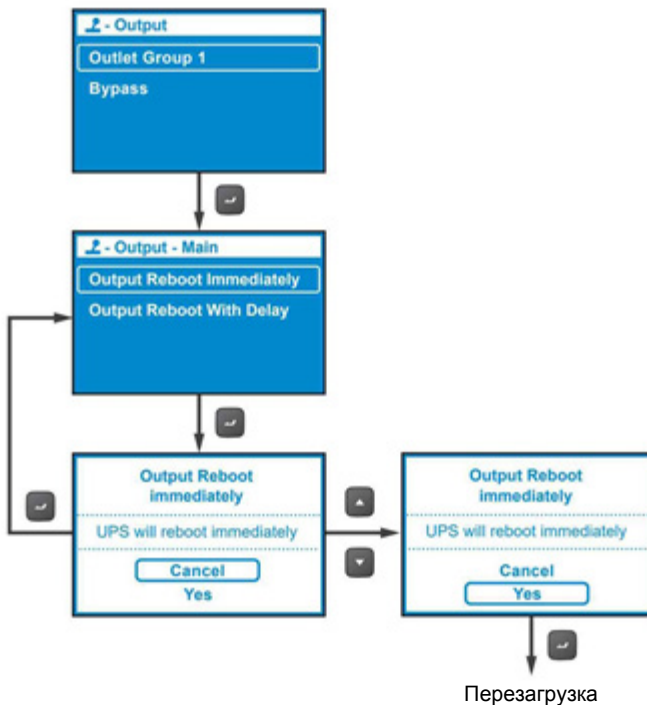 - Output
Outlet Group 1
Bypass
- Output - Main
Output Reboot Immediately
Output Reboot With Delay
Output Reboot
immediately
UPS will reboot immediately
Cancel
Yes
Output Reboot
immediately
UPS will reboot immediately
Cancel
Yes
Перезагрузка